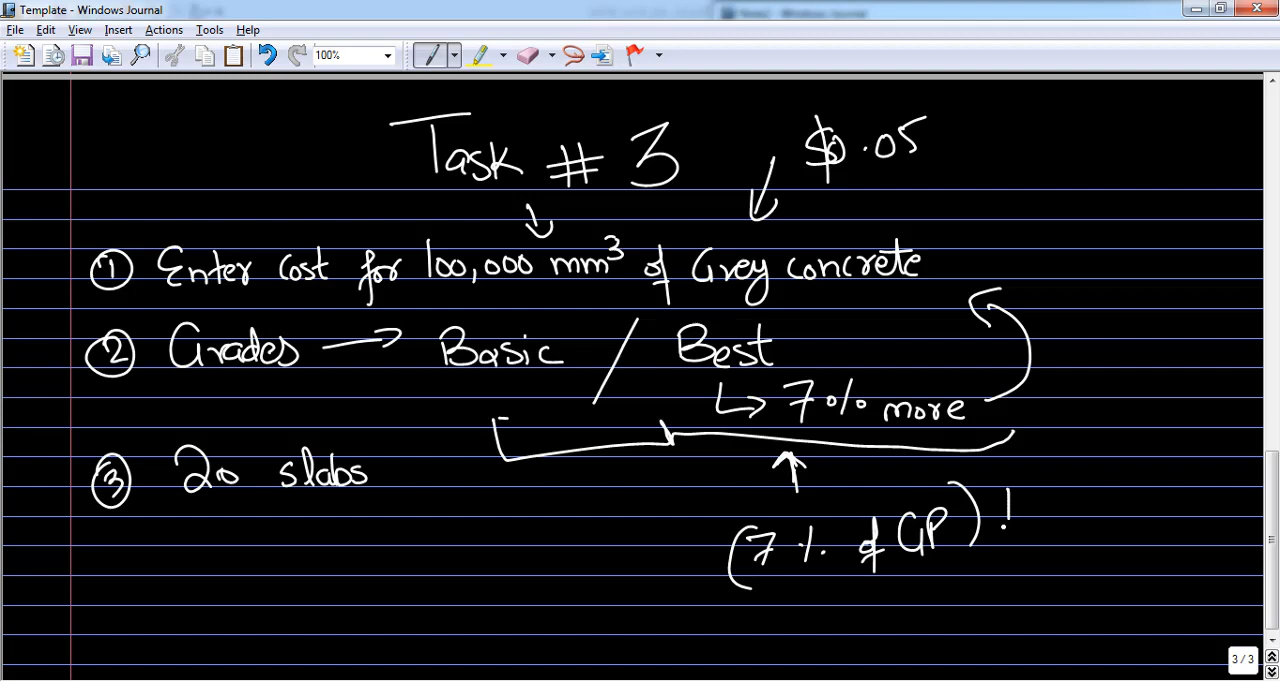 Template - Windows Journal
File Edit View Insert Actions Tools Help
100%
Task # 3 $0.05
① Enter cost for 100,000 mm³ of Grey concrete
② Grades → Basic / Best
↳ 7% more
③ 20 slabs
(7% of GP)!
3 / 3